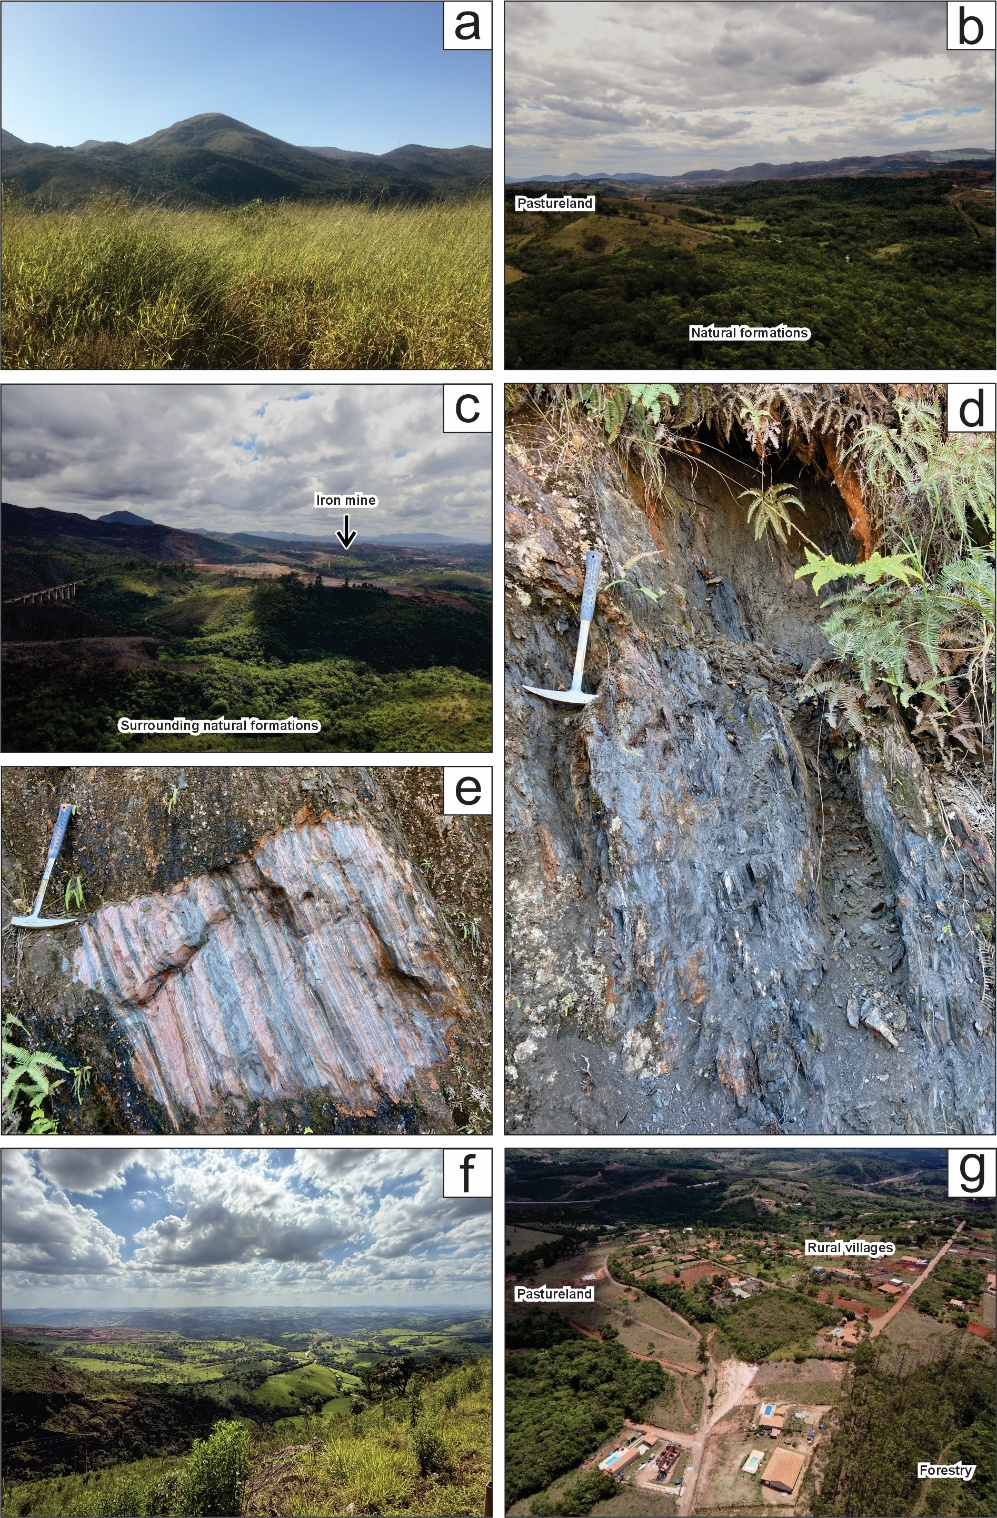 a
b
Pastureland
Natural formations
c
Iron mine
Surrounding natural formations
d
e
f
g
Rural villages
Pastureland
Forestry